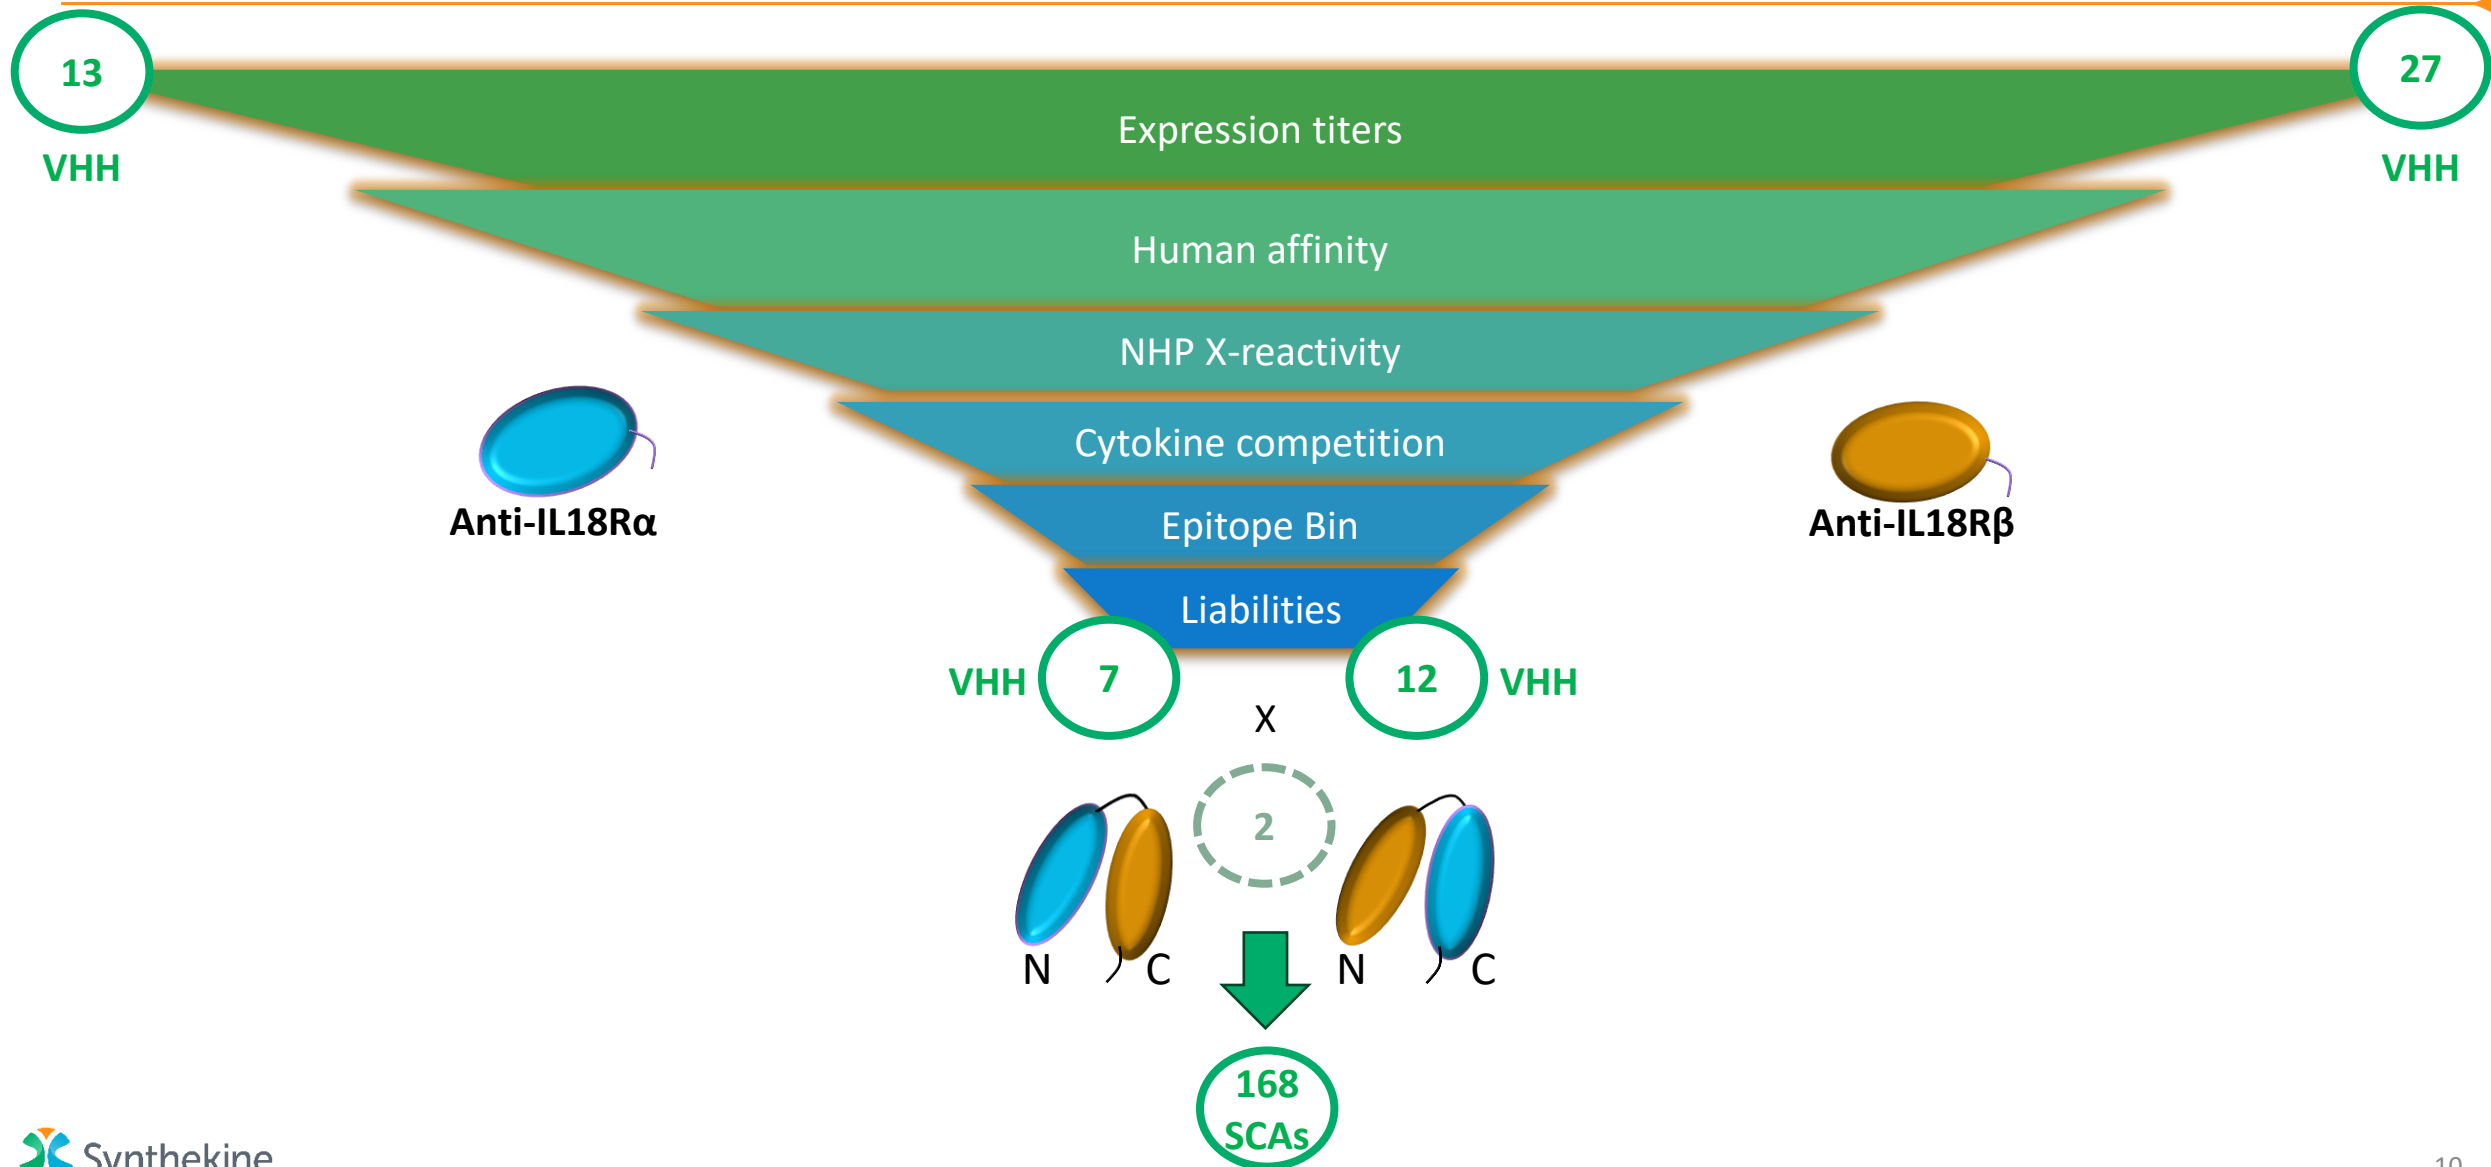 13
27
VHH
VHH
Expression titers
Human affinity
NHP X-reactivity
Cytokine competition
Anti-IL18Rα
Anti-IL18Rβ
Epitope Bin
Liabilities
VHH 7
12 VHH
X
2
N C
N C
168
SCAs
Synthekine
10